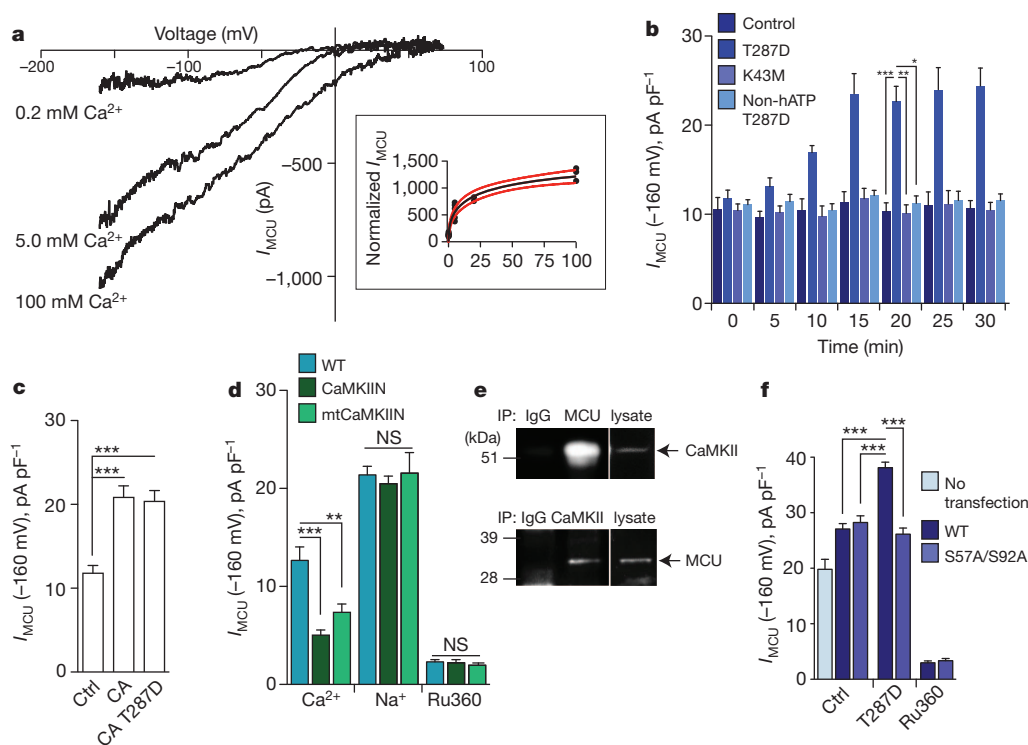 a
Voltage (mV)
−200
−100
100
0.2 mM Ca2+
5.0 mM Ca2+
100 mM Ca2+
−500
−1,000
IMCU (pA)
Normalized IMCU
1,500
1,000
500
0
0 25 50 75 100
b
Control
T287D
K43M
Non-hATP
T287D
*** ** *
IMCU (−160 mV), pA pF−1
30
20
10
0
0 5 10 15 20 25 30
Time (min)
c
IMCU (−160 mV), pA pF−1
30
20
10
0
***
***
Ctrl
CA
CA T287D
d
WT
CaMKIIN
mtCaMKIIN
IMCU (−160 mV), pA pF−1
30
20
10
0
NS
**
***
NS
Ca2+ Na+ Ru360
e
IP: IgG MCU lysate
(kDa)
51
CaMKII
IP: IgG CaMKII lysate
39
28
MCU
f
No
transfection
WT
S57A/S92A
IMCU (−160 mV), pA pF−1
40
30
20
10
0
*** ***
***
Ctrl
T287D
Ru360